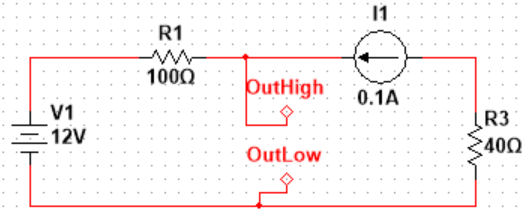 I1
R1
100Ω
OutHigh
0.1A
V1
12V
R3
40Ω
OutLow